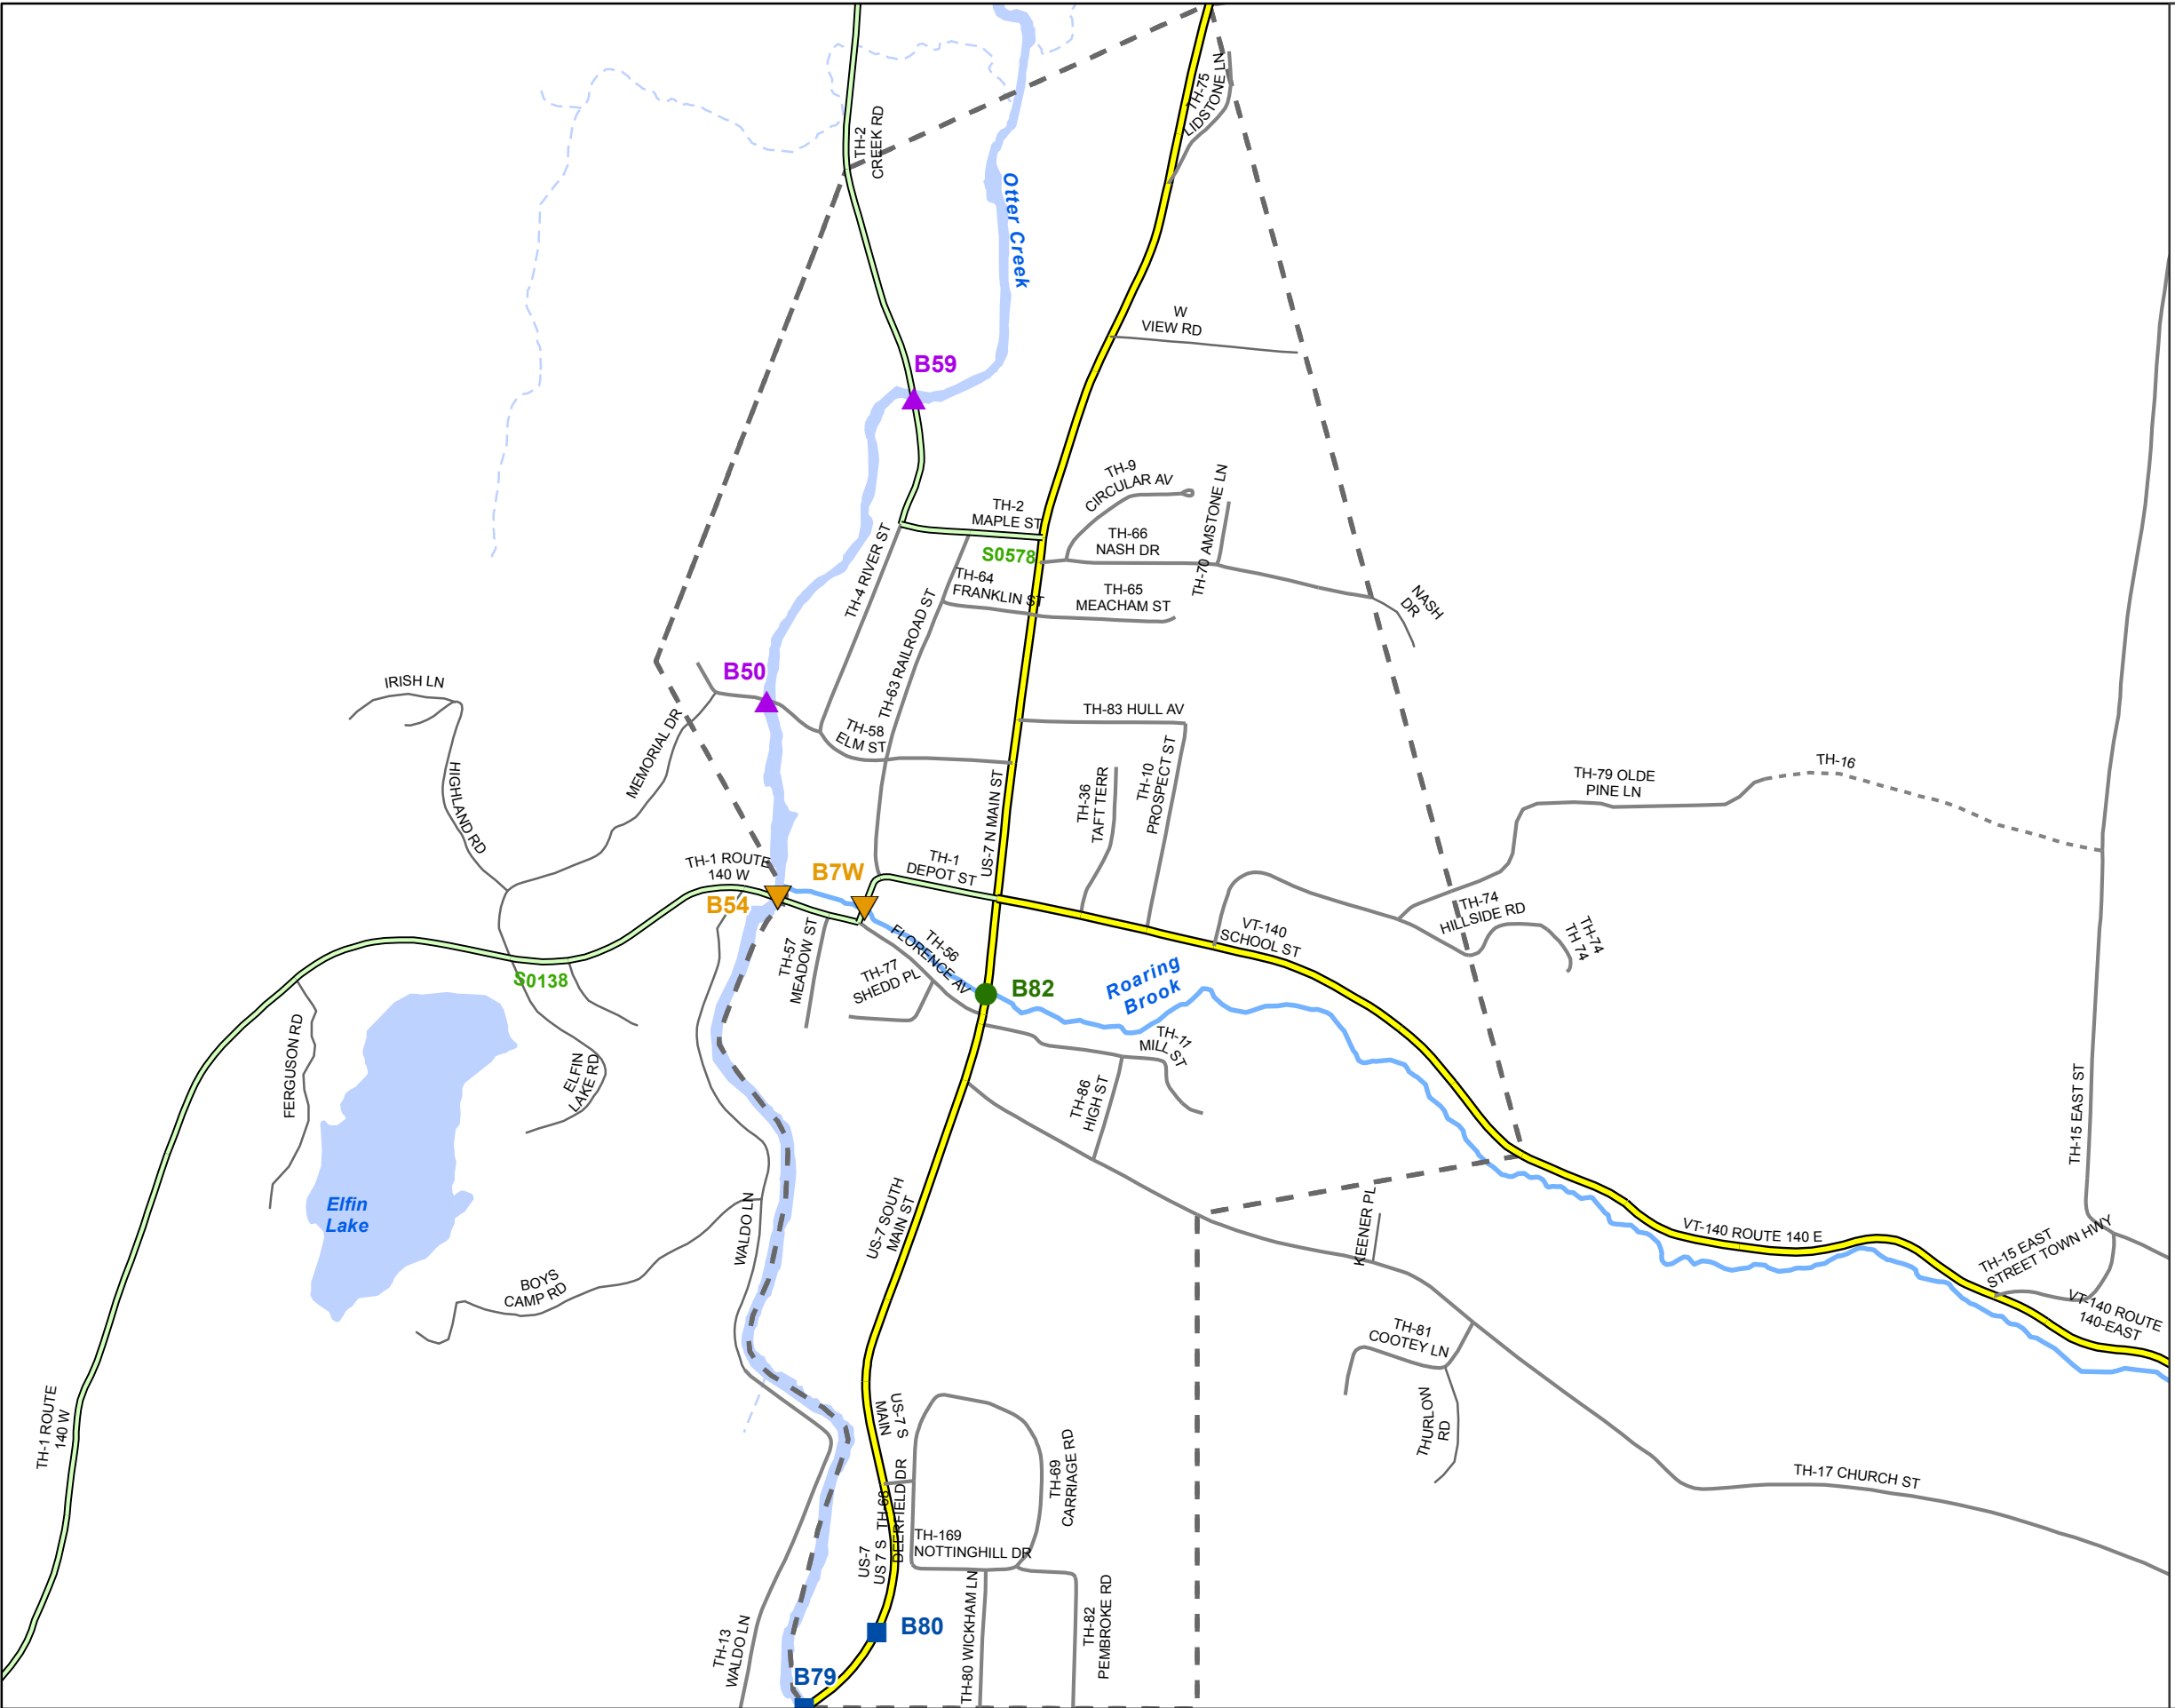 TH-75
LIDSTONE LN
TH-2
CREEK RD
Otter Creek
W
VIEW RD
B59
TH-9
CIRCULAR AV
TH-70 AMSTONE LN
TH-2
MAPLE ST
S0578
TH-66
NASH DR
NASH
DR
TH-64
FRANKLIN ST
TH-65
MEACHAM ST
TH-4 RIVER ST
TH-63 RAILROAD ST
B50
IRISH LN
MEMORIAL DR
HIGHLAND RD
TH-58
ELM ST
TH-83 HULL AV
TH-10
PROSPECT ST
TH-36
TAFT TERR
US-7 N MAIN ST
TH-79 OLDE
PINE LN
TH-16
TH-1 ROUTE
140 W
B7W
TH-1
DEPOT ST
B54
TH-74
HILLSIDE RD
TH-74
TH 74
VT-140
SCHOOL ST
TH-57
MEADOW ST
TH-56
FLORENCE AV
TH-77
SHEDD PL
S0138
B82
Roaring
Brook
TH-11
MILL ST
TH-86
HIGH ST
FERGUSON RD
ELFIN
LAKE RD
TH-15 EAST ST
Elfin
Lake
WALDO LN
US-7 SOUTH
MAIN ST
KEENER PL
VT-140 ROUTE 140 E
TH-15 EAST
STREET TOWN HWY
VT-140 ROUTE
140-EAST
BOYS
CAMP RD
TH-81
COOTEY LN
THURLOW
RD
TH-1 ROUTE
140 W
US-7 S
MAIN
TH-69
CARRIAGE RD
TH-17 CHURCH ST
TH-68
DEERFIELD DR
US-7
US 7 S
TH-169
NOTTINGHILL DR
TH-80 WICKHAM LN
TH-82
PEMBROKE RD
TH-13
WALDO LN
B80
B79